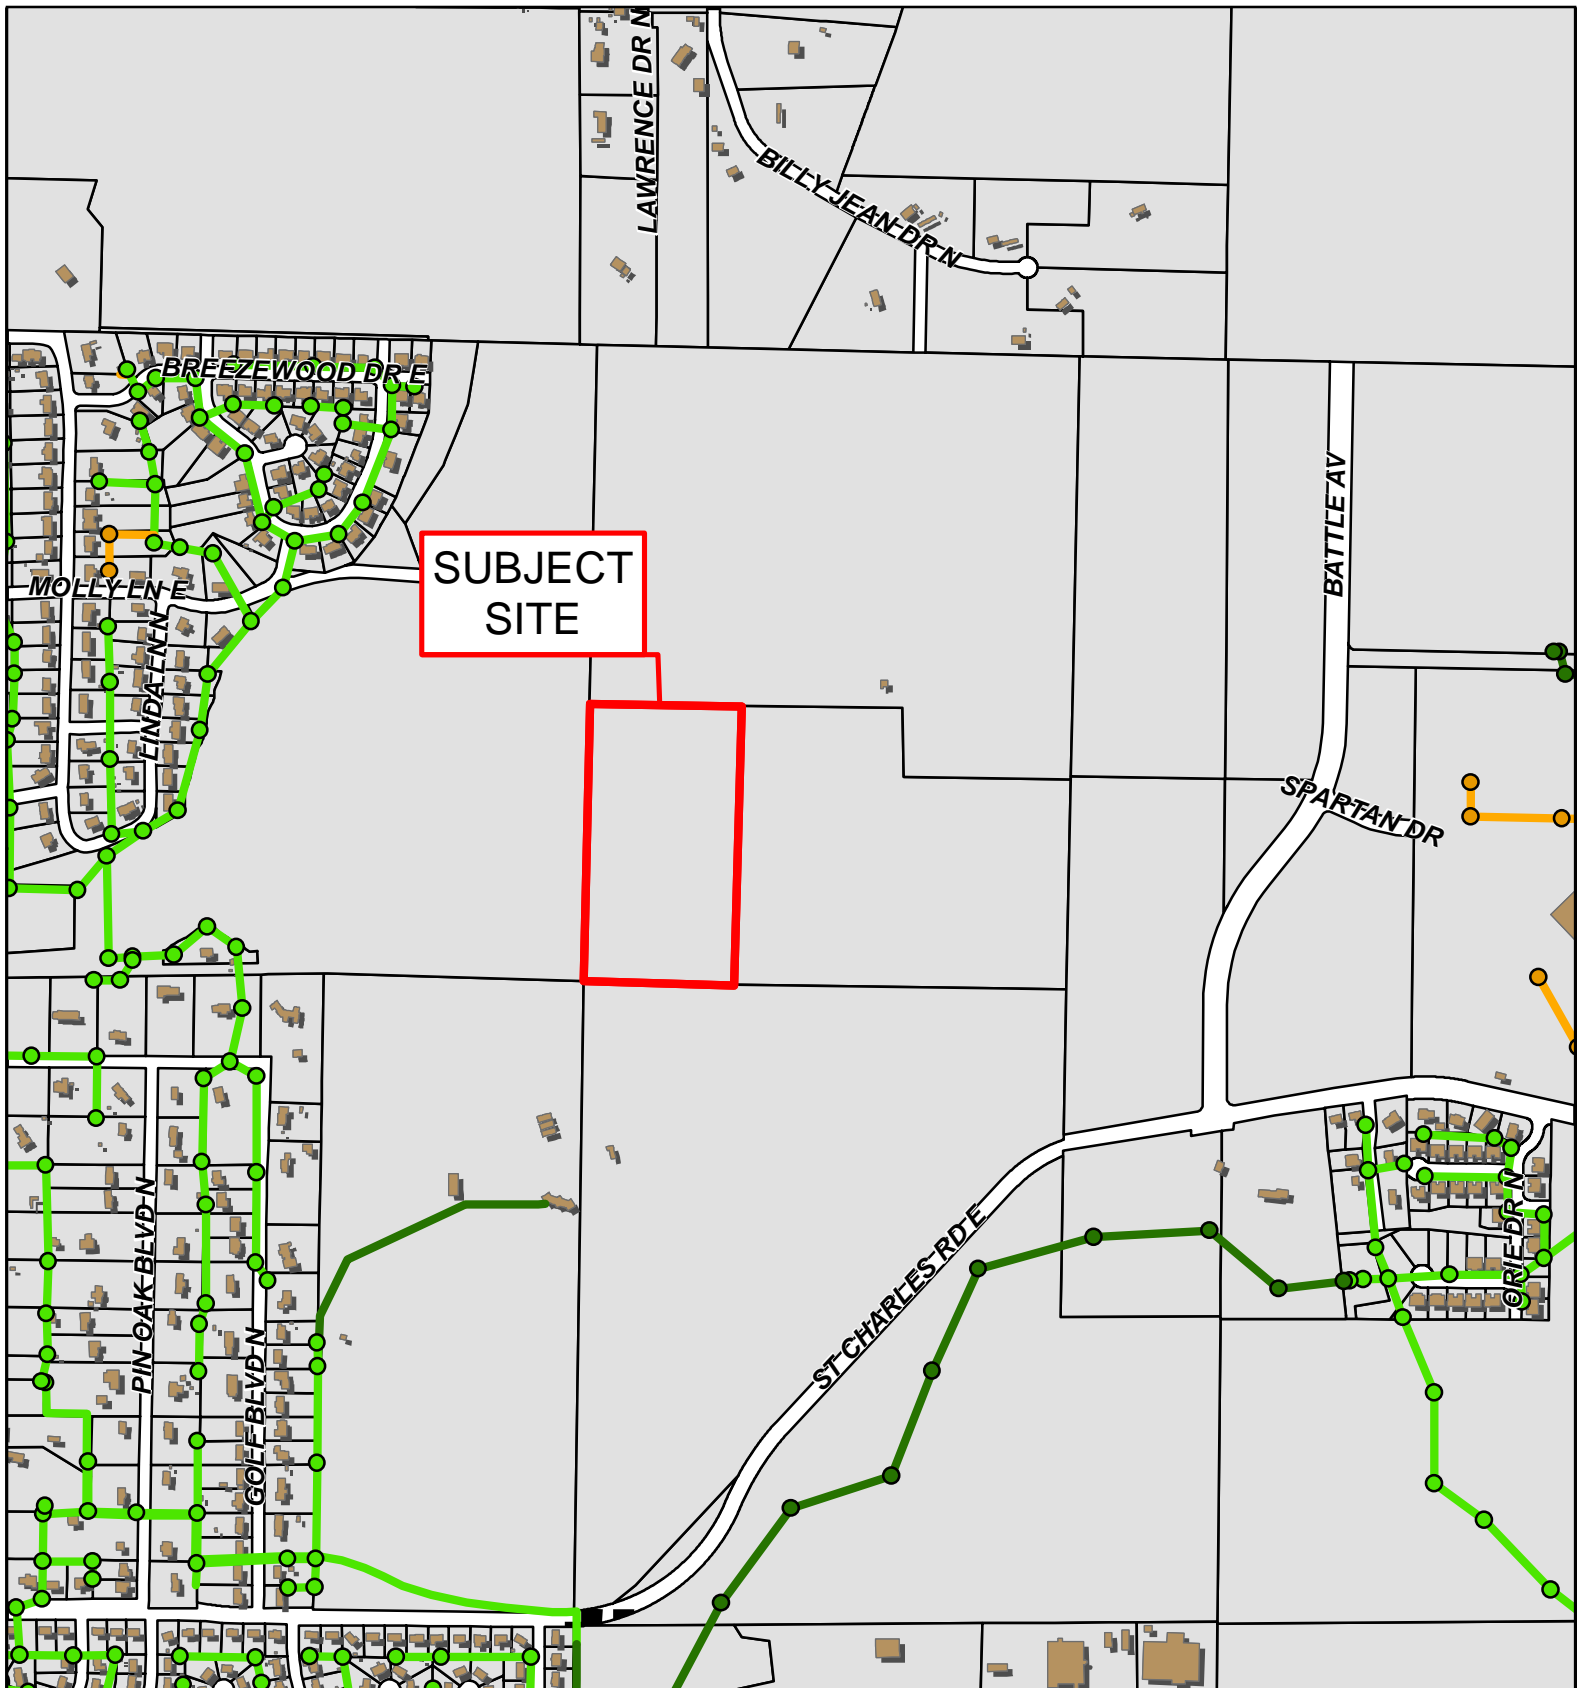 LAWRENCE DR N
BILLY JEAN DR N
BREEZEWOOD DR E
BATTLE AV
SUBJECT
SITE
MOLLY LN E
LINDA LN N
SPARTAN DR
PIN OAK BLVD N
ORIE DR N
ST CHARLES RD E
GOLF BLVD N